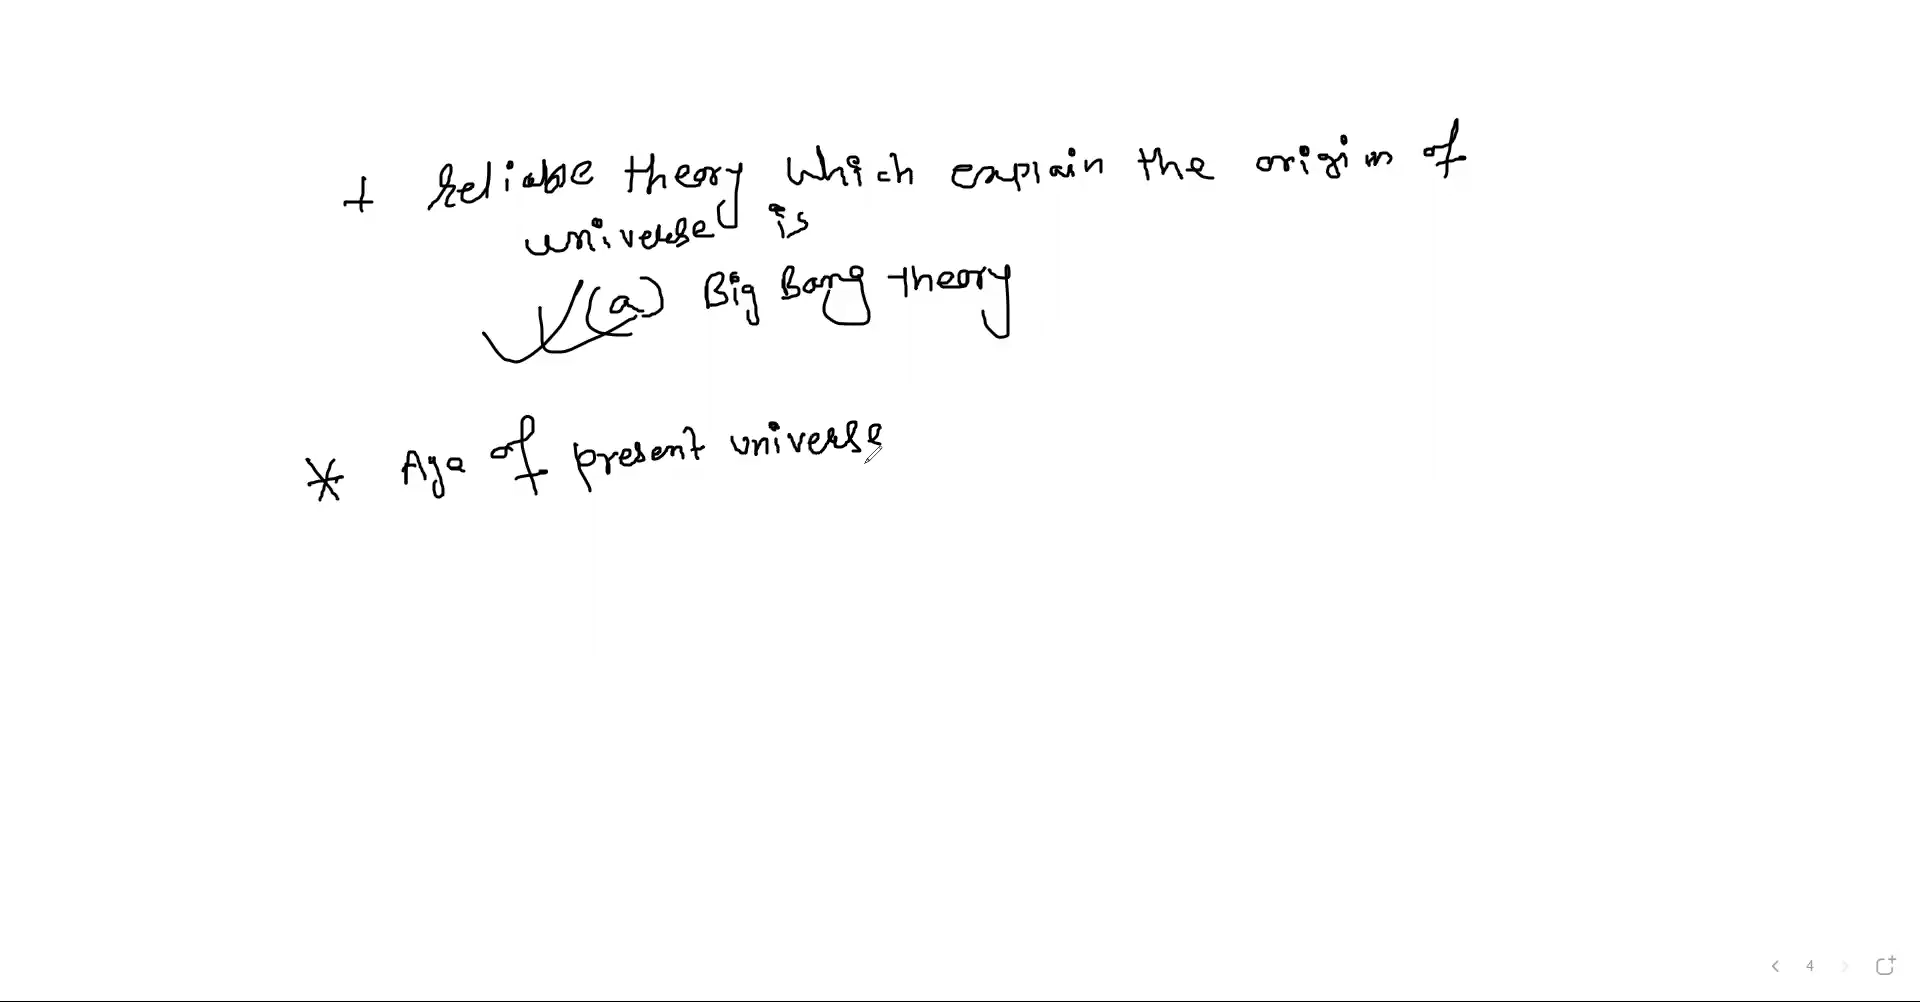 + reliable theory which explain the origin of
universe is
(a) Big Bang theory
* Age of present universe
4